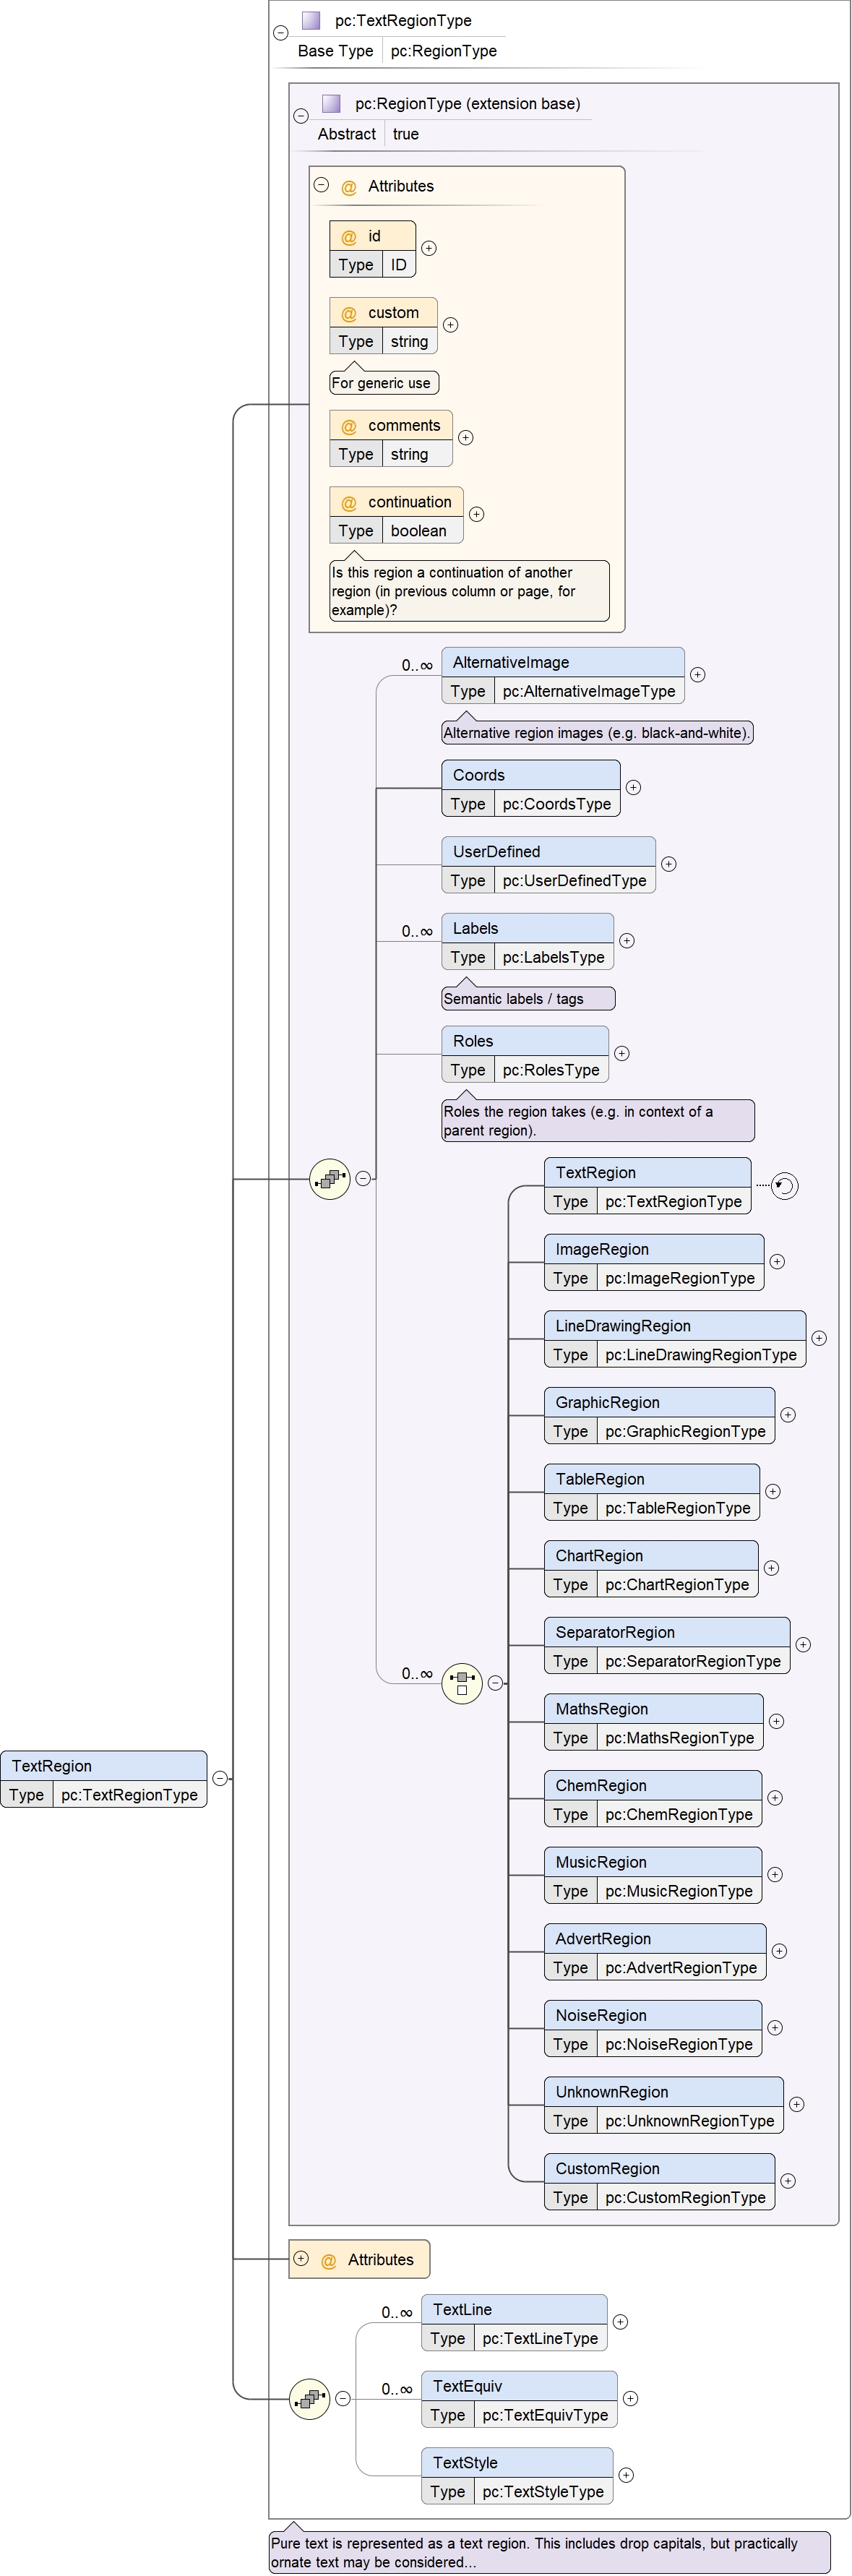 pc:TextRegionType
Base Type pc:RegionType
pc:RegionType (extension base)
Abstract true
@ Attributes
@ id
Type ID
@ custom
Type string
For generic use
@ comments
Type string
@ continuation
Type boolean
Is this region a continuation of another
region (in previous column or page, for
example)?
0..∞
AlternativeImage
Type pc:AlternativeImageType
Alternative region images (e.g. black-and-white).
Coords
Type pc:CoordsType
UserDefined
Type pc:UserDefinedType
0..∞
Labels
Type pc:LabelsType
Semantic labels / tags
Roles
Type pc:RolesType
Roles the region takes (e.g. in context of a
parent region).
0..∞
TextRegion
Type pc:TextRegionType
ImageRegion
Type pc:ImageRegionType
LineDrawingRegion
Type pc:LineDrawingRegionType
GraphicRegion
Type pc:GraphicRegionType
TableRegion
Type pc:TableRegionType
ChartRegion
Type pc:ChartRegionType
SeparatorRegion
Type pc:SeparatorRegionType
MathsRegion
Type pc:MathsRegionType
ChemRegion
Type pc:ChemRegionType
MusicRegion
Type pc:MusicRegionType
AdvertRegion
Type pc:AdvertRegionType
NoiseRegion
Type pc:NoiseRegionType
UnknownRegion
Type pc:UnknownRegionType
CustomRegion
Type pc:CustomRegionType
TextRegion
Type pc:TextRegionType
@ Attributes
0..∞
TextLine
Type pc:TextLineType
0..∞
TextEquiv
Type pc:TextEquivType
TextStyle
Type pc:TextStyleType
Pure text is represented as a text region. This includes drop capitals, but practically
ornate text may be considered...